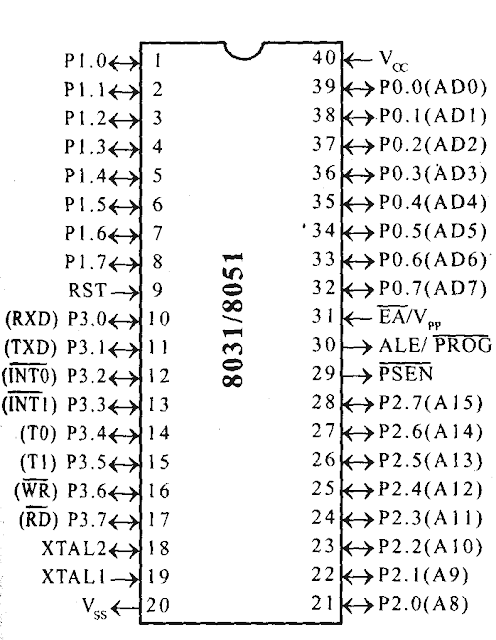 P1.0 1 40 VCC
P1.1 2 39 P0.0(AD0)
P1.2 3 38 P0.1(AD1)
P1.3 4 37 P0.2(AD2)
P1.4 5 36 P0.3(AD3)
P1.5 6 35 P0.4(AD4)
P1.6 7 34 P0.5(AD5)
P1.7 8 33 P0.6(AD6)
RST 9 32 P0.7(AD7)
(RXD) P3.0 10 31 E̅A̅/Vpp
(TXD) P3.1 11 30 ALE/ P̅R̅O̅G̅
(I̅N̅T̅0̅) P3.2 12 29 P̅S̅E̅N̅
(I̅N̅T̅1̅) P3.3 13 28 P2.7(A15)
(T0) P3.4 14 27 P2.6(A14)
(T1) P3.5 15 26 P2.5(A13)
(W̅R̅) P3.6 16 25 P2.4(A12)
(R̅D̅) P3.7 17 24 P2.3(A11)
XTAL2 18 23 P2.2(A10)
XTAL1 19 22 P2.1(A9)
VSS 20 21 P2.0(A8)
8031/8051